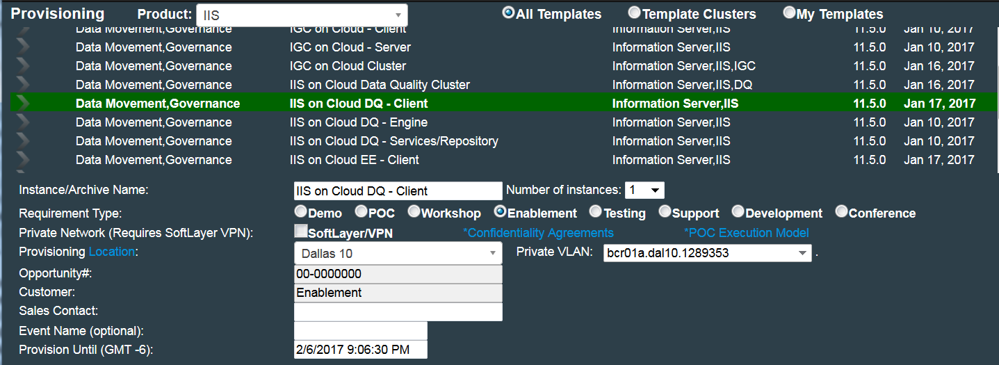 Provisioning Product: IIS All Templates Template Clusters My Templates
Data Movement,Governance IGC on Cloud - Client Information Server,IIS 11.5.0 Jan 10, 2017
Data Movement,Governance IGC on Cloud - Server Information Server,IIS 11.5.0 Jan 10, 2017
Data Movement,Governance IGC on Cloud Cluster Information Server,IIS,IGC 11.5.0 Jan 16, 2017
Data Movement,Governance IIS on Cloud Data Quality Cluster Information Server,IIS,DQ 11.5.0 Jan 16, 2017
Data Movement,Governance IIS on Cloud DQ - Client Information Server,IIS 11.5.0 Jan 17, 2017
Data Movement,Governance IIS on Cloud DQ - Engine Information Server,IIS 11.5.0 Jan 10, 2017
Data Movement,Governance IIS on Cloud DQ - Services/Repository Information Server,IIS 11.5.0 Jan 10, 2017
Data Movement,Governance IIS on Cloud EE - Client Information Server,IIS 11.5.0 Jan 17, 2017
Instance/Archive Name: IIS on Cloud DQ - Client Number of instances: 1
Requirement Type: Demo POC Workshop Enablement Testing Support Development Conference
Private Network (Requires SoftLayer VPN): SoftLayer/VPN *Confidentiality Agreements *POC Execution Model
Provisioning Location: Dallas 10 Private VLAN: bcr01a.dal10.1289353 .
Opportunity#: 00-0000000
Customer: Enablement
Sales Contact:
Event Name (optional):
Provision Until (GMT -6): 2/6/2017 9:06:30 PM